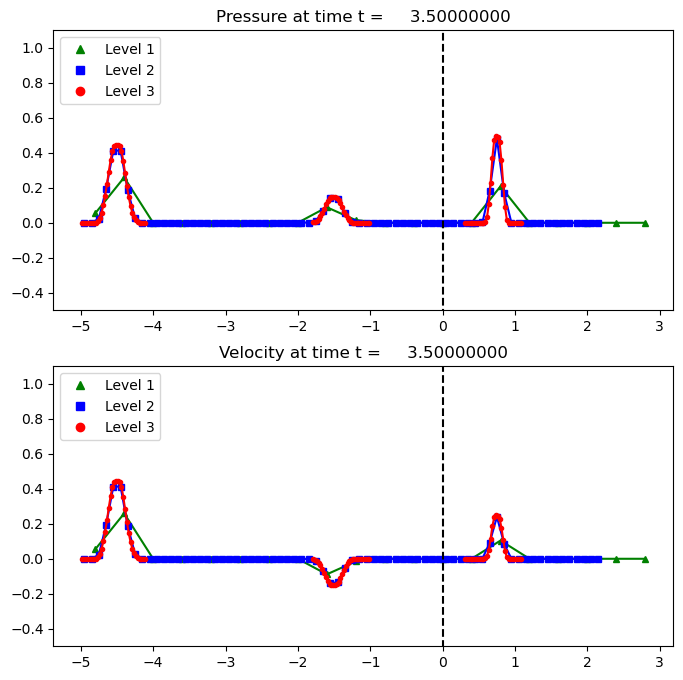 Pressure at time t = 3.50000000
1.0
0.8
0.6
0.4
0.2
0.0
−0.2
−0.4
Level 1
Level 2
Level 3
−5 −4 −3 −2 −1 0 1 2 3
Velocity at time t = 3.50000000
1.0
0.8
0.6
0.4
0.2
0.0
−0.2
−0.4
Level 1
Level 2
Level 3
−5 −4 −3 −2 −1 0 1 2 3